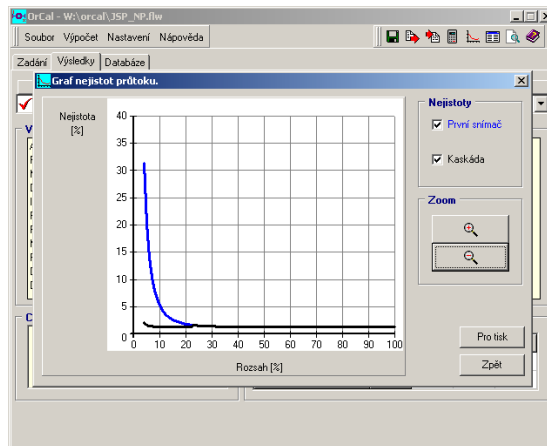 OrCal - W:\orcal\JSP_NP.flw
Soubor Výpočet Nastavení Nápověda
Zadání Výsledky Databáze
Graf nejistot průtoku.
Nejistota
[%]
40
35
30
25
20
15
10
5
0
0 10 20 30 40 50 60 70 80 90 100
Rozsah [%]
Nejistoty
První snímač
Kaskáda
Zoom
Pro tisk
Zpět